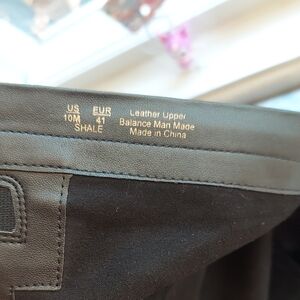 US EUR Leather Upper
10M 41 Balance Man Made
SHALE Made in China